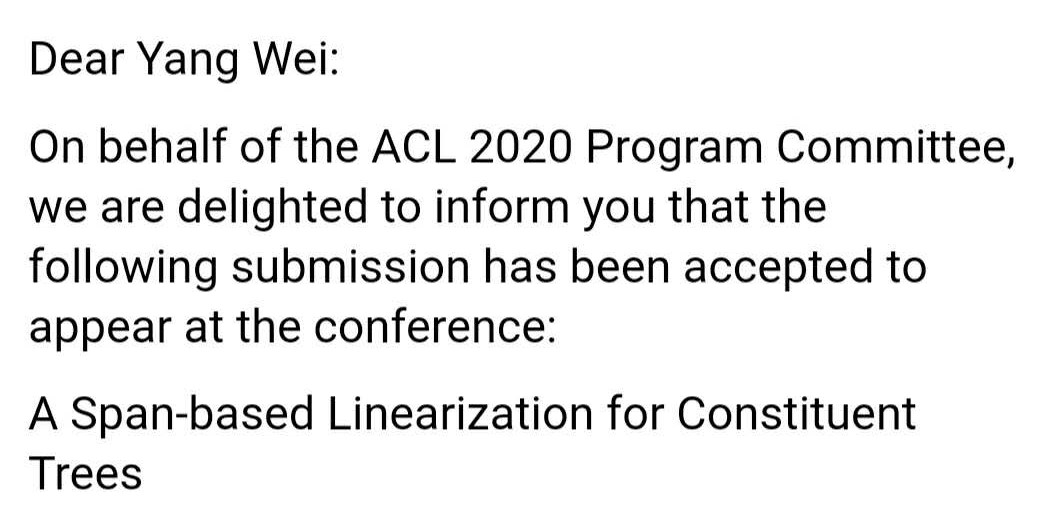 Dear Yang Wei:
On behalf of the ACL 2020 Program Committee,
we are delighted to inform you that the
following submission has been accepted to
appear at the conference:
A Span-based Linearization for Constituent
Trees